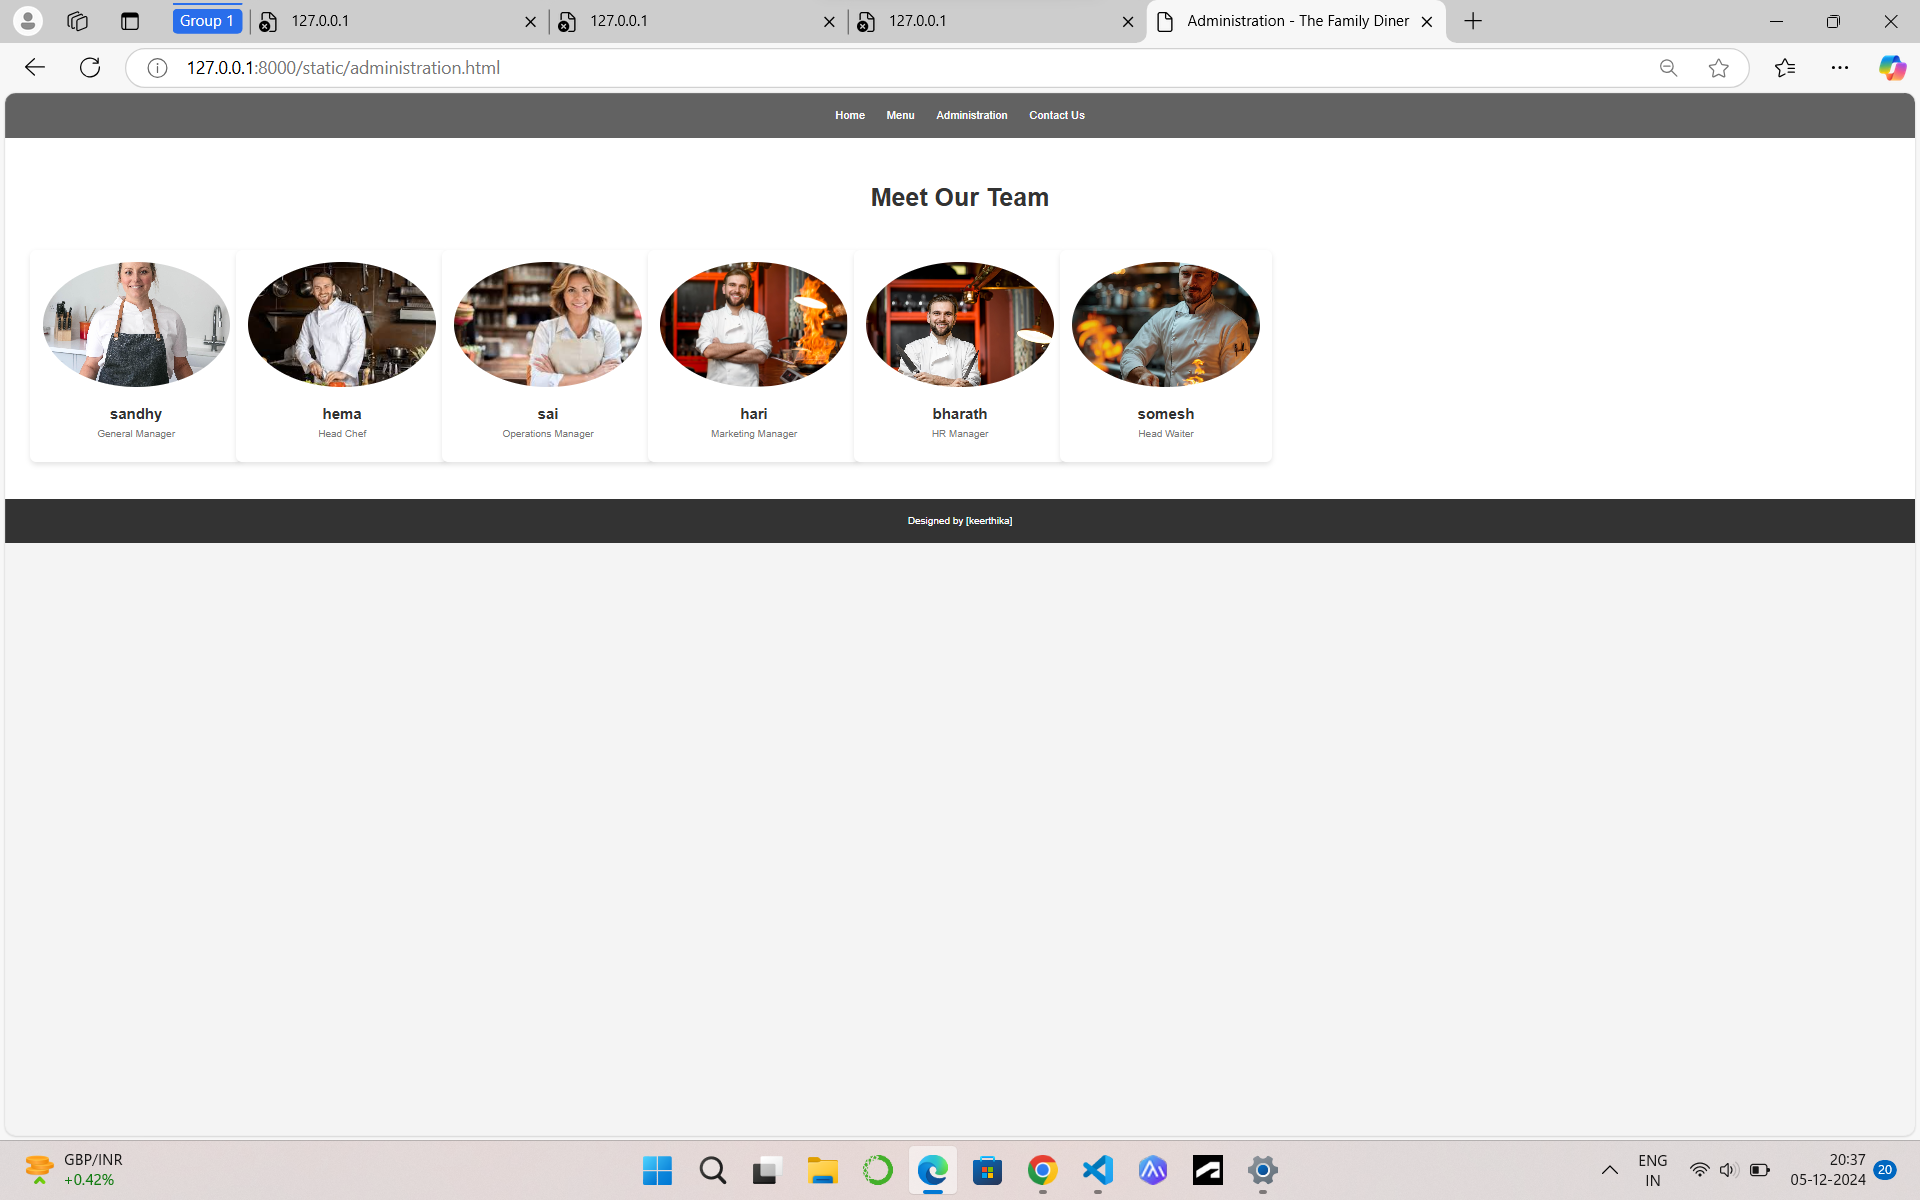 Group 1
127.0.0.1
127.0.0.1
127.0.0.1
Administration - The Family Diner
127.0.0.1:8000/static/administration.html
Home Menu Administration Contact Us
Meet Our Team
sandhy
General Manager
hema
Head Chef
sai
Operations Manager
hari
Marketing Manager
bharath
HR Manager
somesh
Head Waiter
Designed by [keerthika]
GBP/INR
+0.42%
ENG
IN
20:37
05-12-2024
20